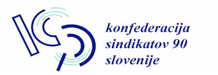 konfederacija
sindikatov 90
slovenije